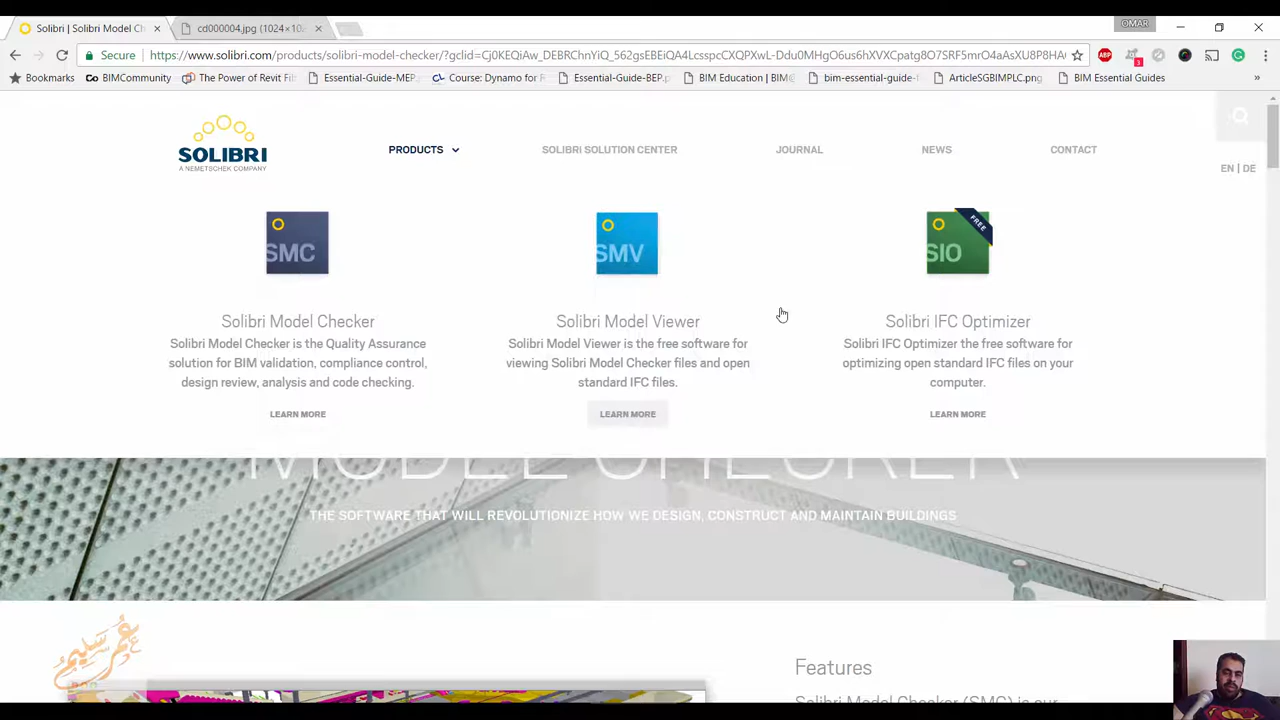 Solibri | Solibri Model Ch
cd000004.jpg (1024×10
OMAR
Secure
https://www.solibri.com/products/solibri-model-checker/?gclid=Cj0KEQiAw_DEBRChnYiQ_562gsEBEiQA4LcsspcCXQPXwL-Ddu0MHgO6us6hXVXCpatg8O7SRF5mrO4aAsXU8P8HA
Bookmarks
BIMCommunity
The Power of Revit Fil
Essential-Guide-MEP.
Course: Dynamo for
Essential-Guide-BEP.p
BIM Education | BIM@
bim-essential-guide-
ArticleSGBIMPLC.png
BIM Essential Guides
SOLIBRI
A NEMETSCHEK COMPANY
PRODUCTS
SOLIBRI SOLUTION CENTER
JOURNAL
NEWS
CONTACT
EN | DE
SMC
SMV
SIO
FREE
Solibri Model Checker
Solibri Model Checker is the Quality Assurance
solution for BIM validation, compliance control,
design review, analysis and code checking.
LEARN MORE
Solibri Model Viewer
Solibri Model Viewer is the free software for
viewing Solibri Model Checker files and open
standard IFC files.
LEARN MORE
Solibri IFC Optimizer
Solibri IFC Optimizer the free software for
optimizing open standard IFC files on your
computer.
LEARN MORE
MODEL CHECKER
THE SOFTWARE THAT WILL REVOLUTIONIZE HOW WE DESIGN, CONSTRUCT AND MAINTAIN BUILDINGS
عمر سليم
Features
Solibri Model Checker (SMC) is our